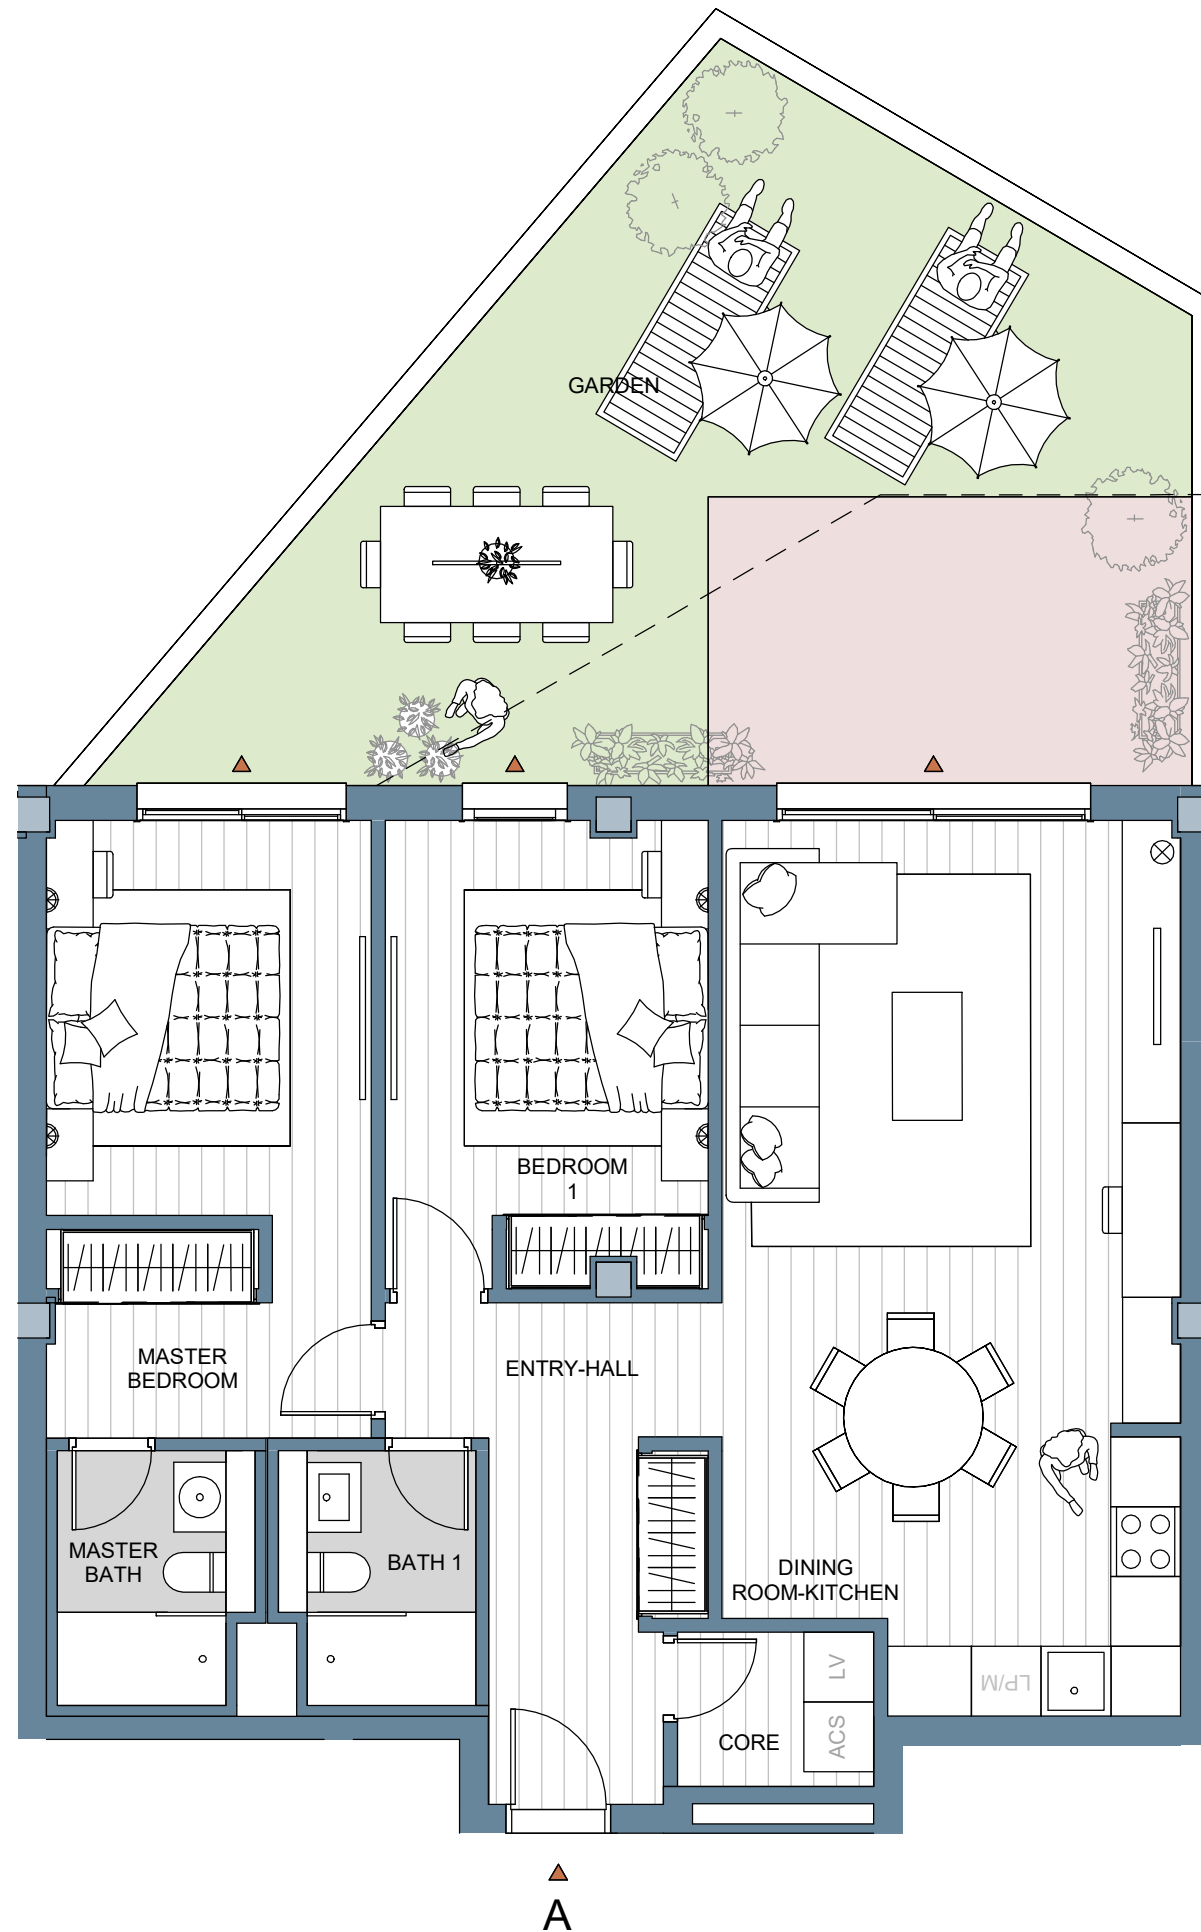 GARDEN
BEDROOM
1
MASTER
BEDROOM
ENTRY-HALL
MASTER
BATH
BATH 1
DINING
ROOM-KITCHEN
LV
LP/M
ACS
CORE
A